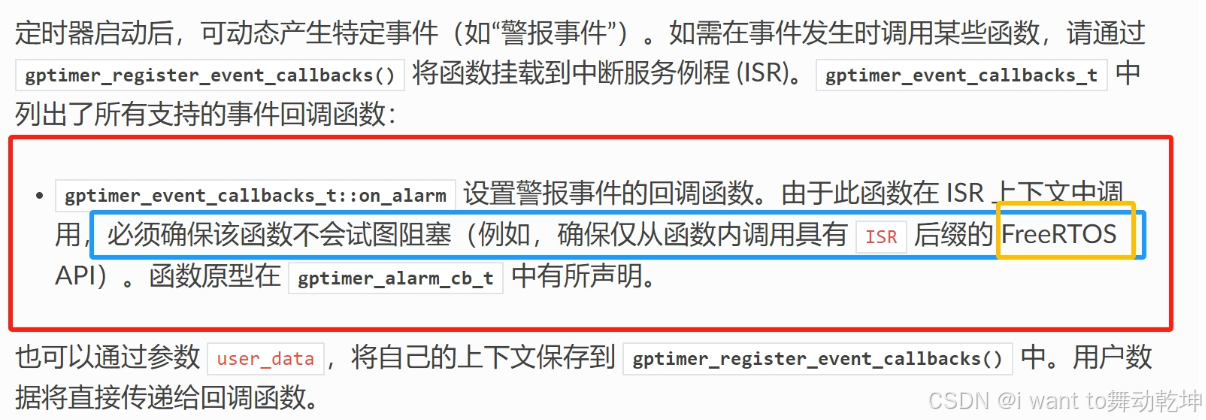 定时器启动后，可动态产生特定事件（如“警报事件”）。如需在事件发生时调用某些函数，请通过
gptimer_register_event_callbacks() 将函数挂载到中断服务例程 (ISR)。 gptimer_event_callbacks_t 中
列出了所有支持的事件回调函数：
• gptimer_event_callbacks_t::on_alarm 设置警报事件的回调函数。由于此函数在 ISR 上下文中调
用，必须确保该函数不会试图阻塞（例如，确保仅从函数内调用具有 ISR 后缀的 FreeRTOS
API）。函数原型在 gptimer_alarm_cb_t 中有所声明。
也可以通过参数 user_data ，将自己的上下文保存到 gptimer_register_event_callbacks() 中。用户数
据将直接传递给回调函数。
CSDN @i want to舞动乾坤